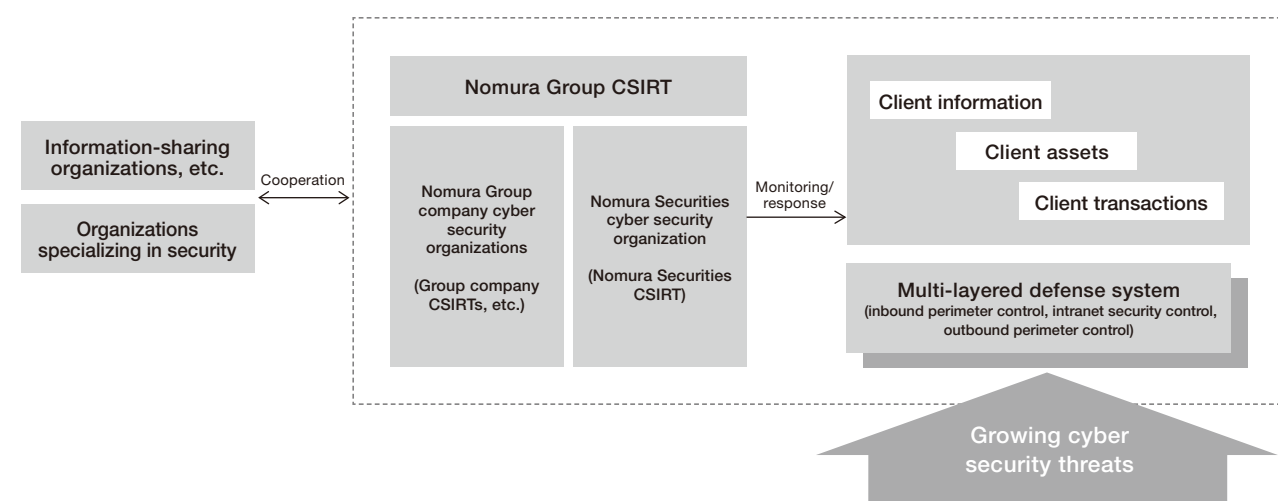 Information-sharing
organizations, etc.
Organizations
specializing in security
Cooperation
Nomura Group CSIRT
Nomura Group
company cyber
security
organizations
(Group company
CSIRTs, etc.)
Nomura Securities
cyber security
organization
(Nomura Securities
CSIRT)
Monitoring/
response
Client information
Client assets
Client transactions
Multi-layered defense system
(inbound perimeter control, intranet security control,
outbound perimeter control)
Growing cyber
security threats